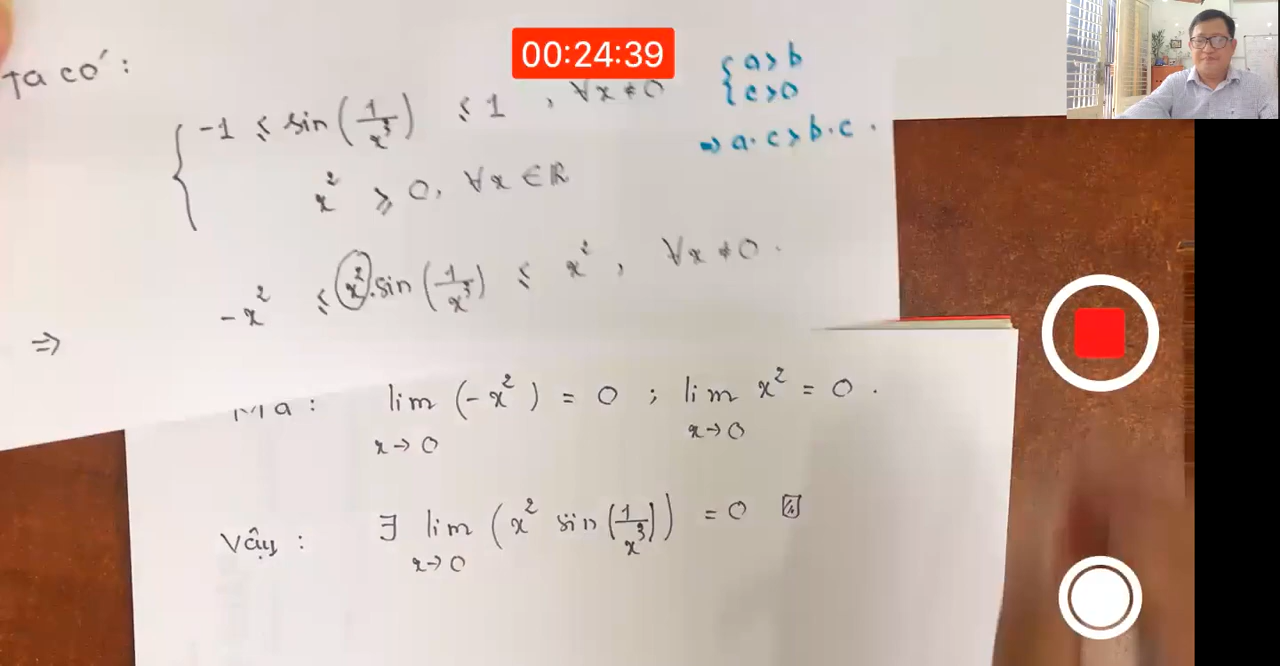 00:24:39
Ta có :
-1 ≤ sin(1/x³) ≤ 1 , ∀x ≠ 0
x² ≥ 0, ∀x ∈ ℝ
{ a > b
{ c > 0
⇒ a.c > b.c .
⇒ -x² ≤ x².sin(1/x³) ≤ x² , ∀x ≠ 0 .
Mà : lim (-x²) = 0 ; lim x² = 0 .
x→0 x→0
Vậy : ∃ lim (x² sin(1/x³)) = 0
x→0